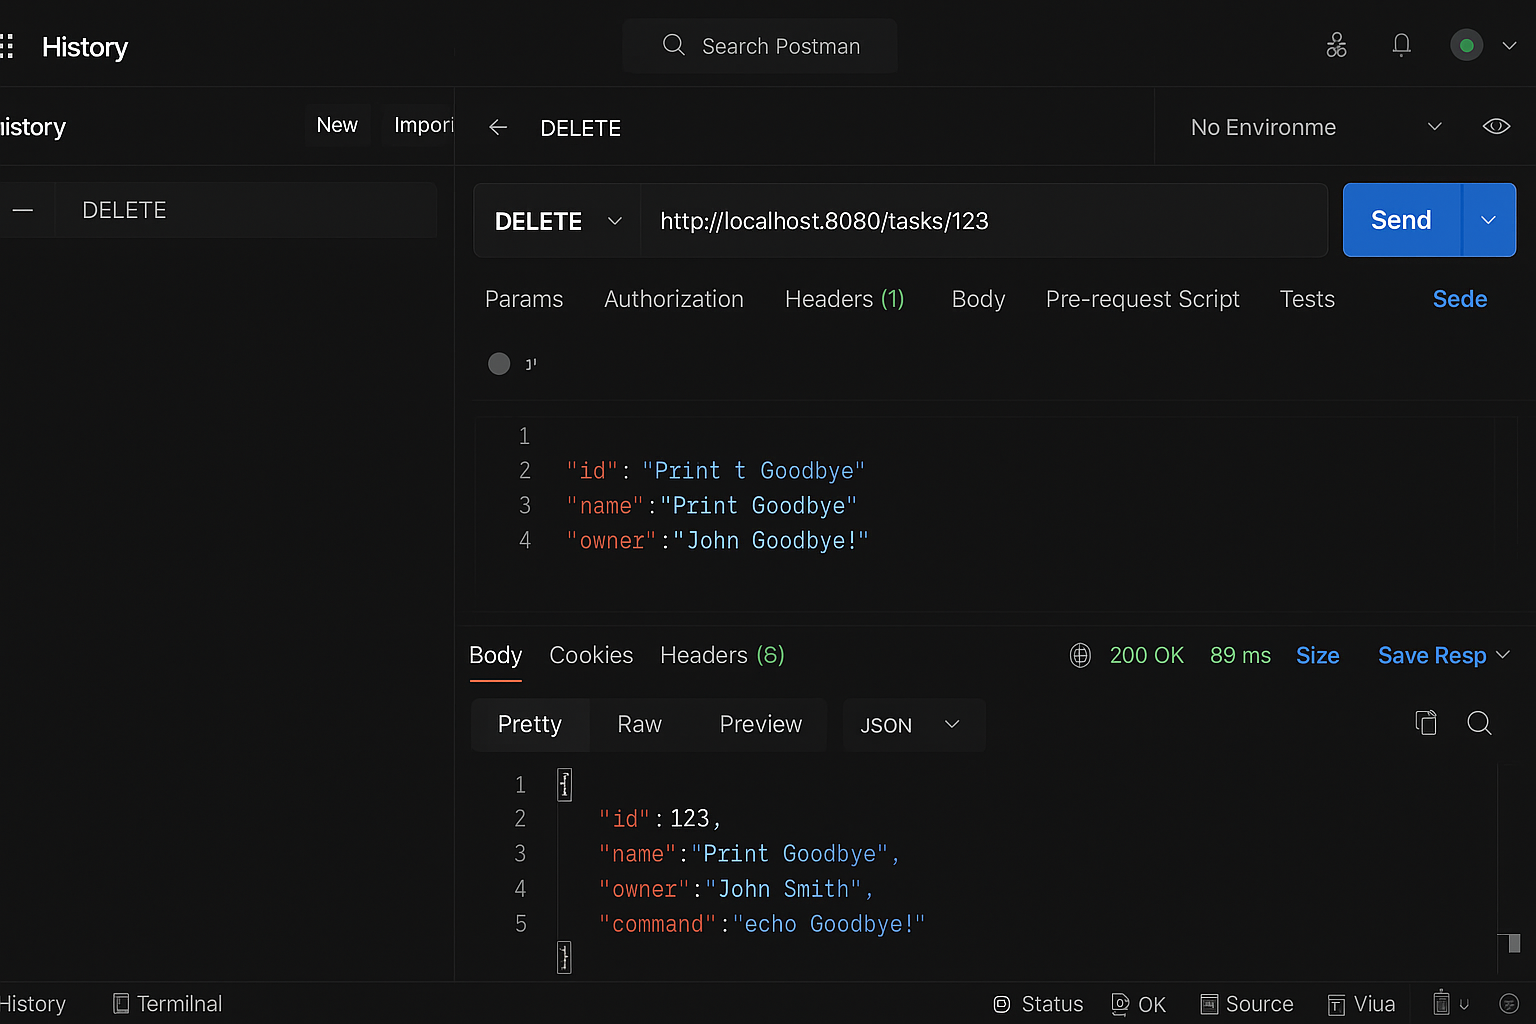 History
Search Postman
istory
New
Impori
DELETE
No Environme
DELETE
DELETE
http://localhost.8080/tasks/123
Send
Params
Authorization
Headers (1)
Body
Pre-request Script
Tests
Sede
1
2 "id": "Print t Goodbye"
3 "name":"Print Goodbye"
4 "owner":"John Goodbye!"
Body
Cookies
Headers (6)
200 OK
89 ms
Size
Save Resp
Pretty
Raw
Preview
JSON
1 {
2 "id": 123,
3 "name":"Print Goodbye",
4 "owner":"John Smith",
5 "command":"echo Goodbye!"
}
History
Termilnal
Status
OK
Source
Viua